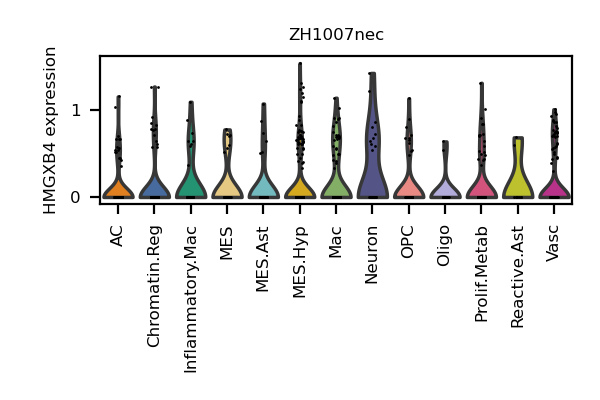 ZH1007nec
HMGXB4 expression
1
0
AC
Chromatin.Reg
Inflammatory.Mac
MES
MES.Ast
MES.Hyp
Mac
Neuron
OPC
Oligo
Prolif.Metab
Reactive.Ast
Vasc